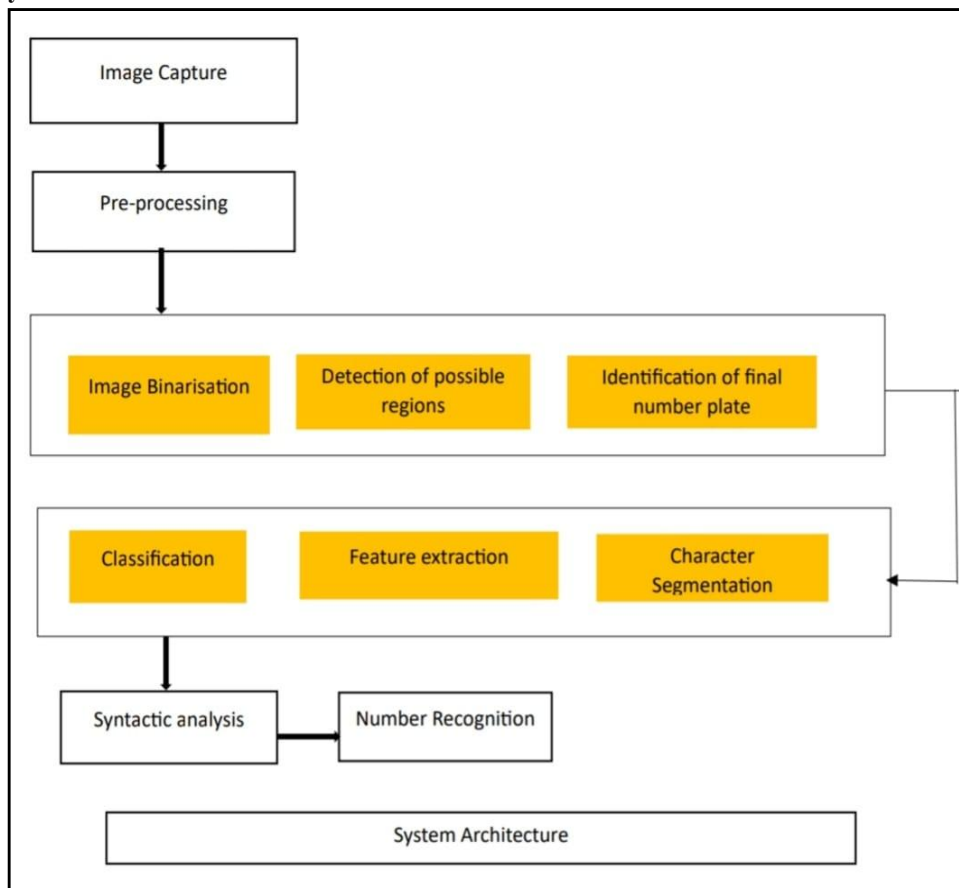 Image Capture
Pre-processing
Image Binarisation
Detection of possible
regions
Identification of final
number plate
Classification
Feature extraction
Character
Segmentation
Syntactic analysis
Number Recognition
System Architecture